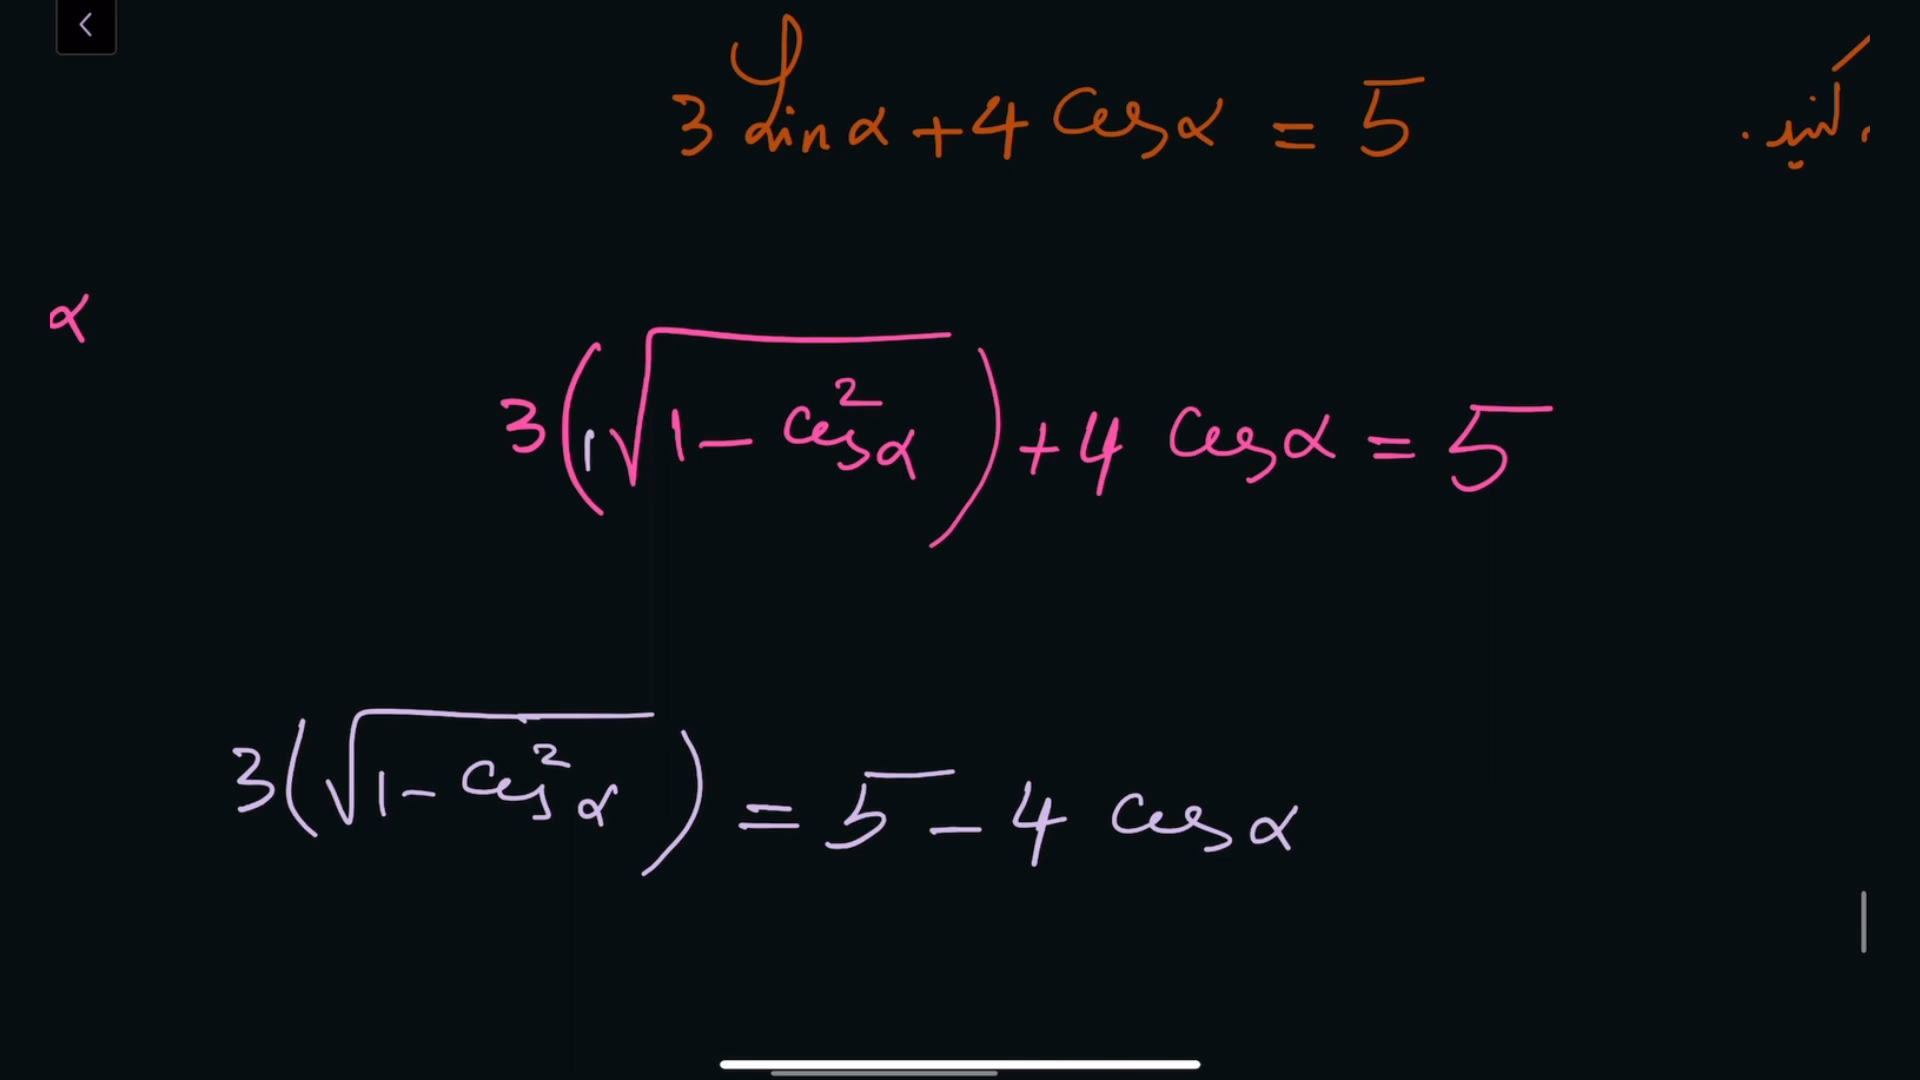 3 sin α + 4 cos α = 5
کنید.
α
3(√(1 - cos²α)) + 4 cos α = 5
3(√(1 - cos²α)) = 5 - 4 cos α